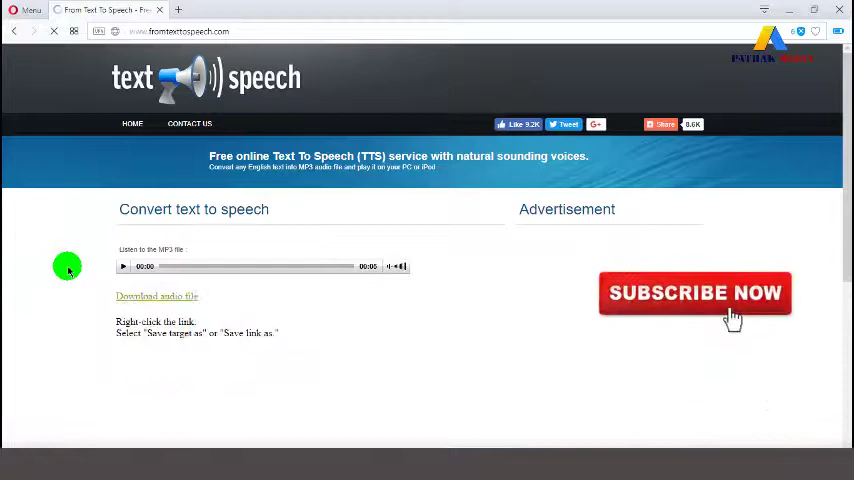 Menu
From Text To Speech - Fre
VPN
www.fromtexttospeech.com
6
PATHAK
text speech
HOME
CONTACT US
Like 9.2K
Tweet
G+
Share
8.6K
Free online Text To Speech (TTS) service with natural sounding voices.
Convert any English text into MP3 audio file and play it on your PC or iPod
Convert text to speech
Advertisement
Listen to the MP3 file :
00:00
00:05
Download audio file
SUBSCRIBE NOW
Right-click the link.
Select "Save target as" or "Save link as."